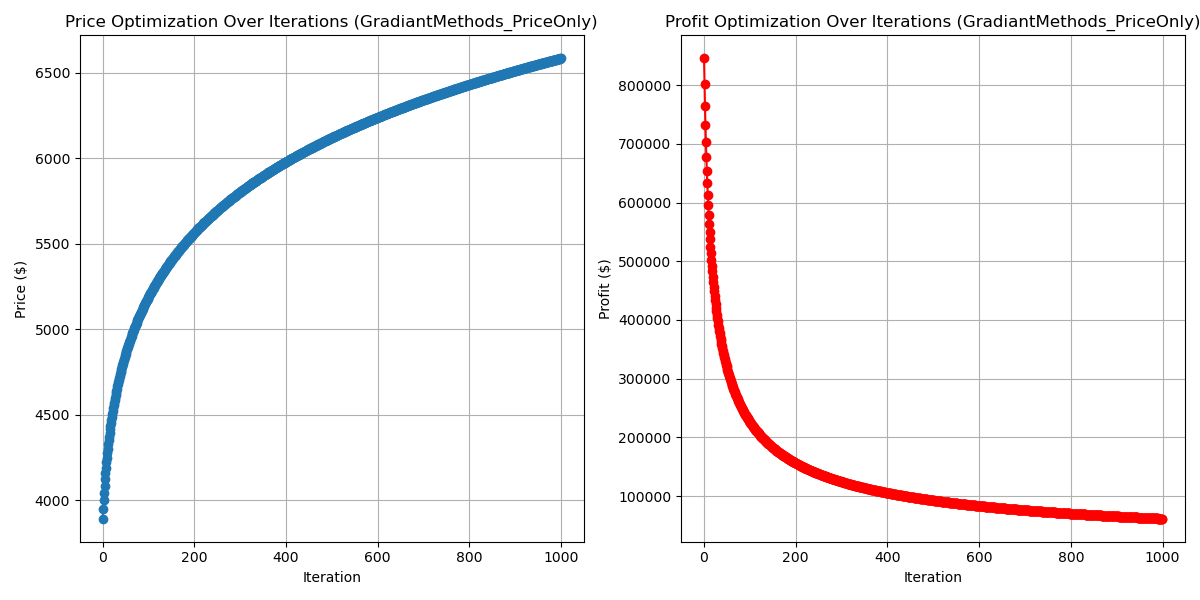 Price Optimization Over Iterations (GradiantMethods_PriceOnly)
6500
6000
5500
5000
4500
4000
Price ($)
0 200 400 600 800 1000
Iteration
Profit Optimization Over Iterations (GradiantMethods_PriceOnly)
800000
700000
600000
500000
400000
300000
200000
100000
Profit ($)
0 200 400 600 800 1000
Iteration